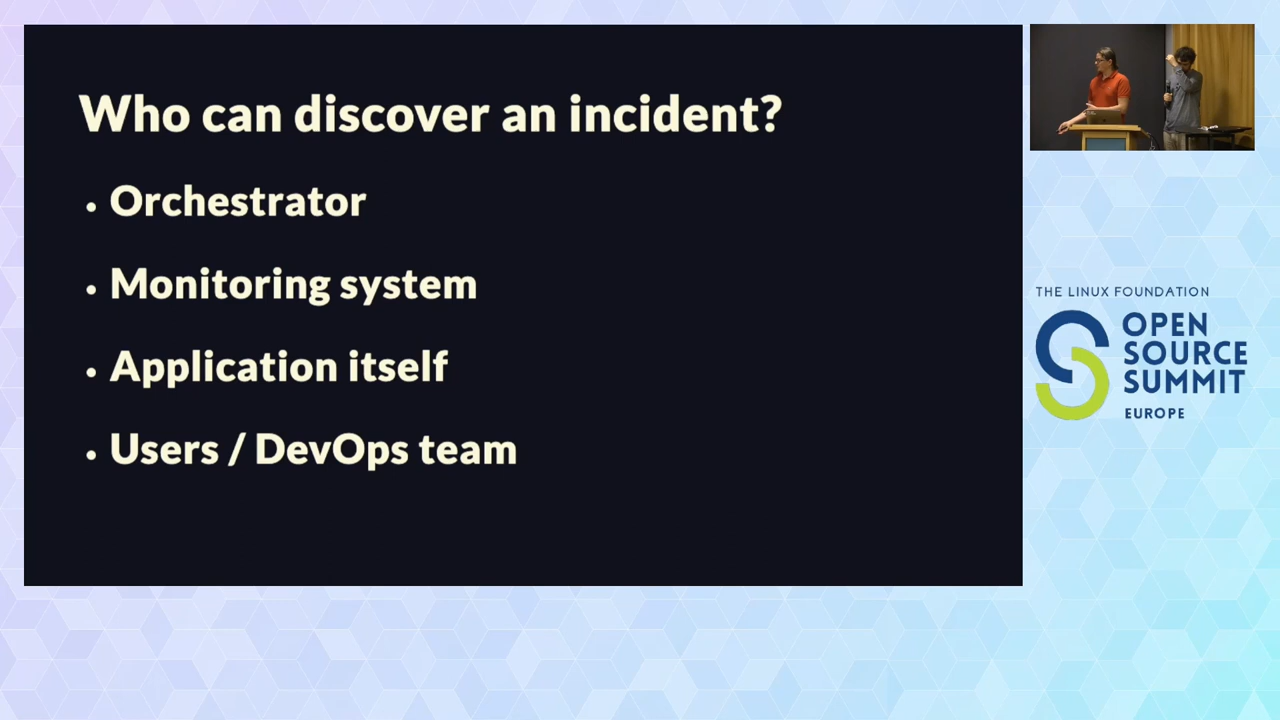 Who can discover an incident?
• Orchestrator
• Monitoring system
• Application itself
• Users / DevOps team
THE LINUX FOUNDATION
OPEN
SOURCE
SUMMIT
EUROPE